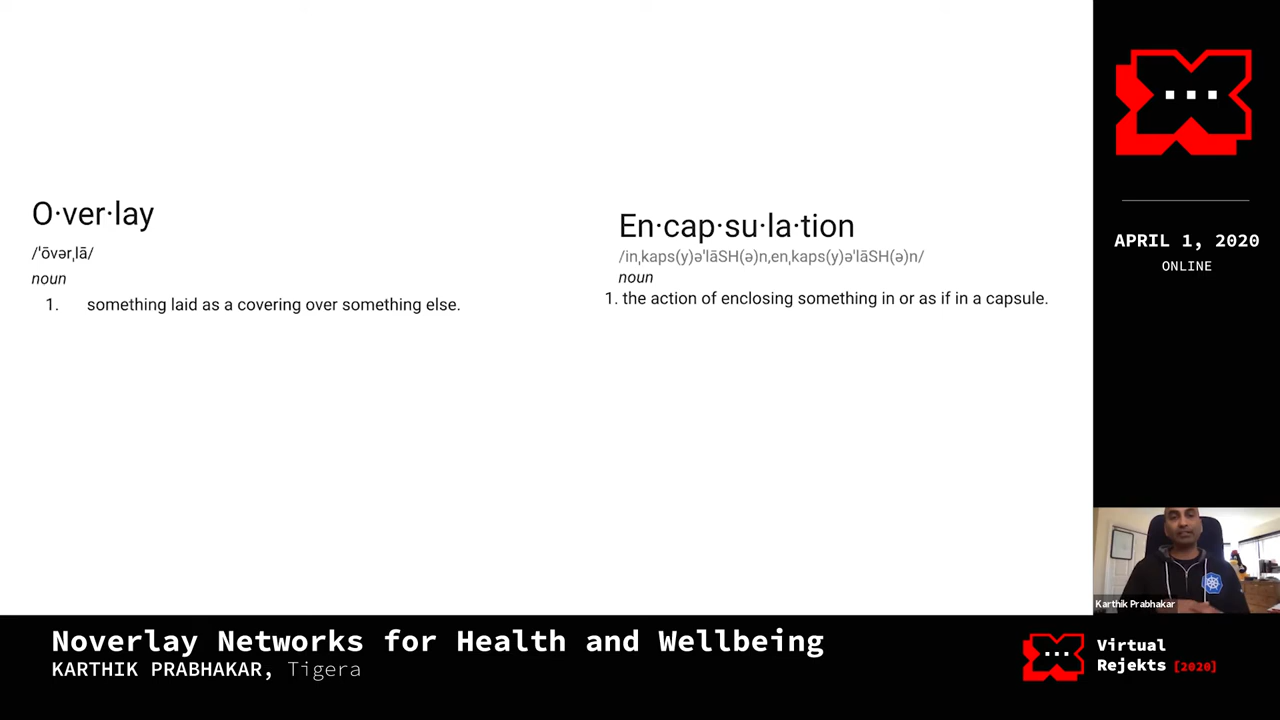 O·ver·lay
/ˈōvərˌlā/
noun
1. something laid as a covering over something else.
En·cap·su·la·tion
/inˌkaps(y)əˈlāSH(ə)n,enˌkaps(y)əˈlāSH(ə)n/
noun
1. the action of enclosing something in or as if in a capsule.
APRIL 1, 2020
ONLINE
Karthik Prabhakar
Noverlay Networks for Health and Wellbeing
KARTHIK PRABHAKAR, Tigera
Virtual
Rejekts [2020]